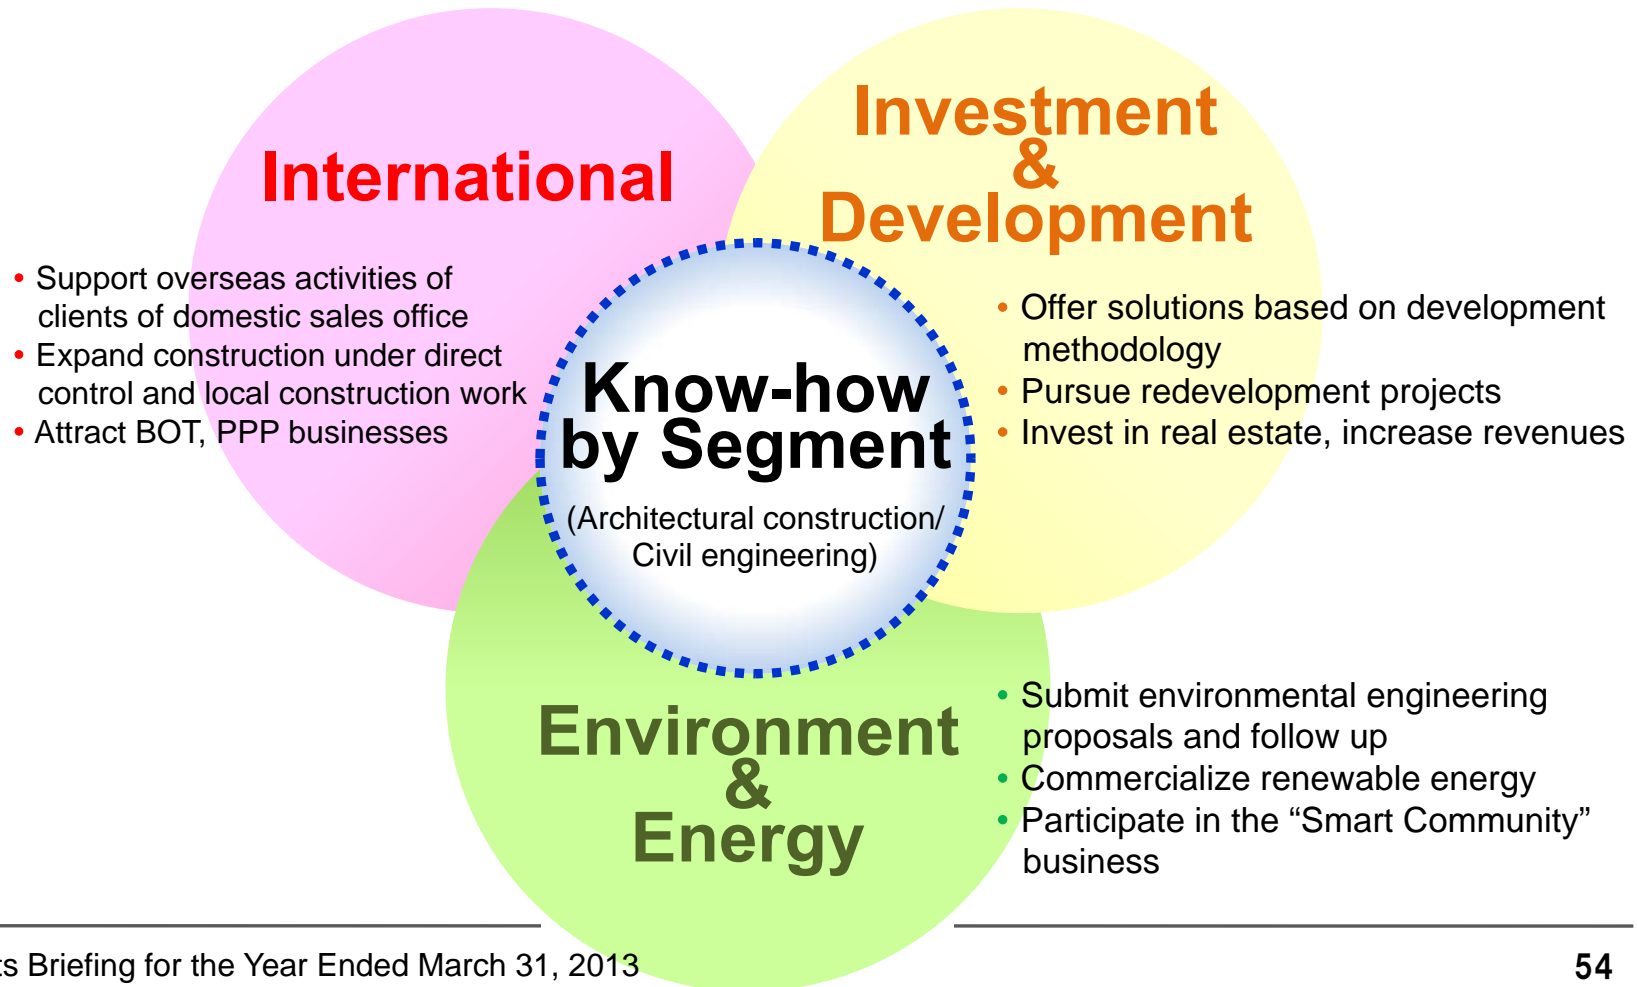 International
• Support overseas activities of
clients of domestic sales office
• Expand construction under direct
control and local construction work
• Attract BOT, PPP businesses
Investment
&
Development
• Offer solutions based on development
methodology
• Pursue redevelopment projects
• Invest in real estate, increase revenues
Know-how
by Segment
(Architectural construction/
Civil engineering)
Environment
&
Energy
• Submit environmental engineering
proposals and follow up
• Commercialize renewable energy
• Participate in the “Smart Community”
business
ts Briefing for the Year Ended March 31, 2013
54